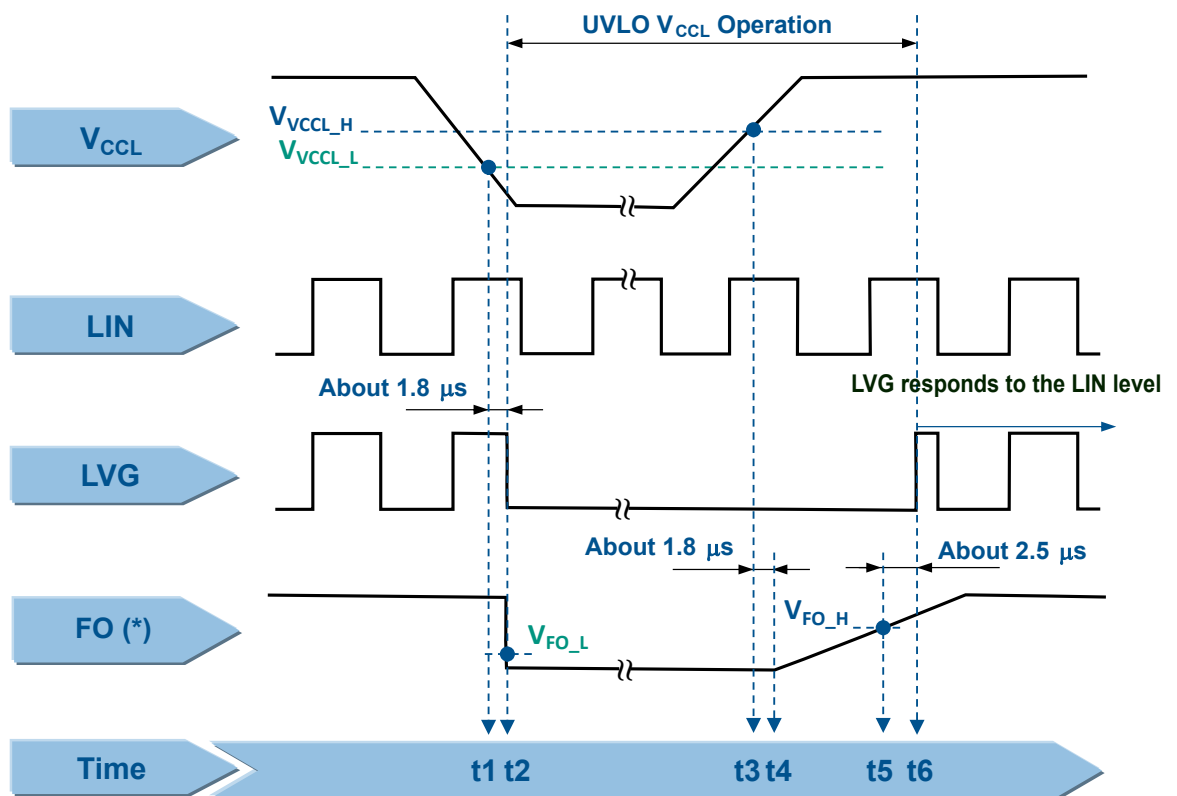 UVLO VCCL Operation
VCCL
VVCCL_H
VVCCL_L
LIN
About 1.8 μs
LVG responds to the LIN level
LVG
About 1.8 μs
About 2.5 μs
FO (*)
VFO_L
VFO_H
Time
t1 t2 t3 t4 t5 t6